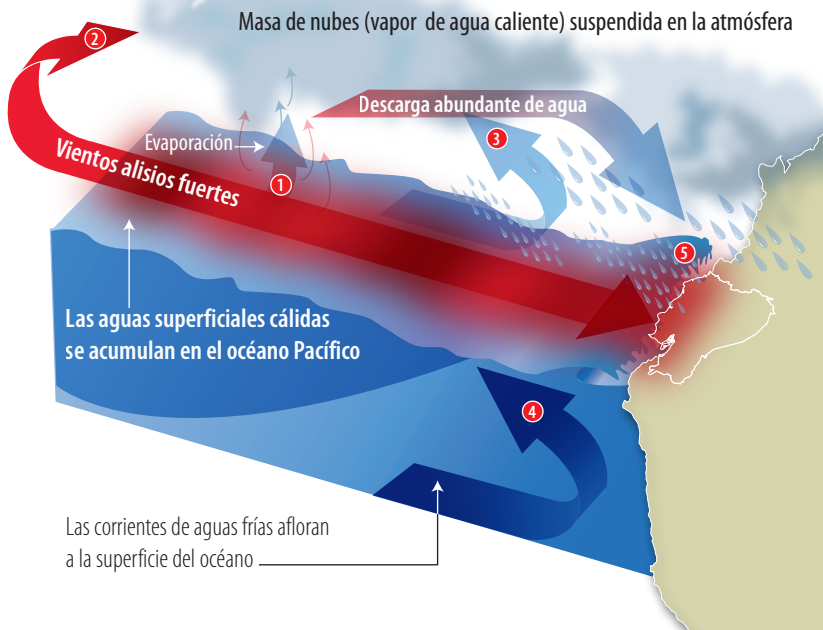 Masa de nubes (vapor de agua caliente) suspendida en la atmósfera
2
Descarga abundante de agua
Evaporación
3
Vientos alisios fuertes
1
5
Las aguas superficiales cálidas
se acumulan en el océano Pacífico
4
Las corrientes de aguas frías afloran
a la superficie del océano